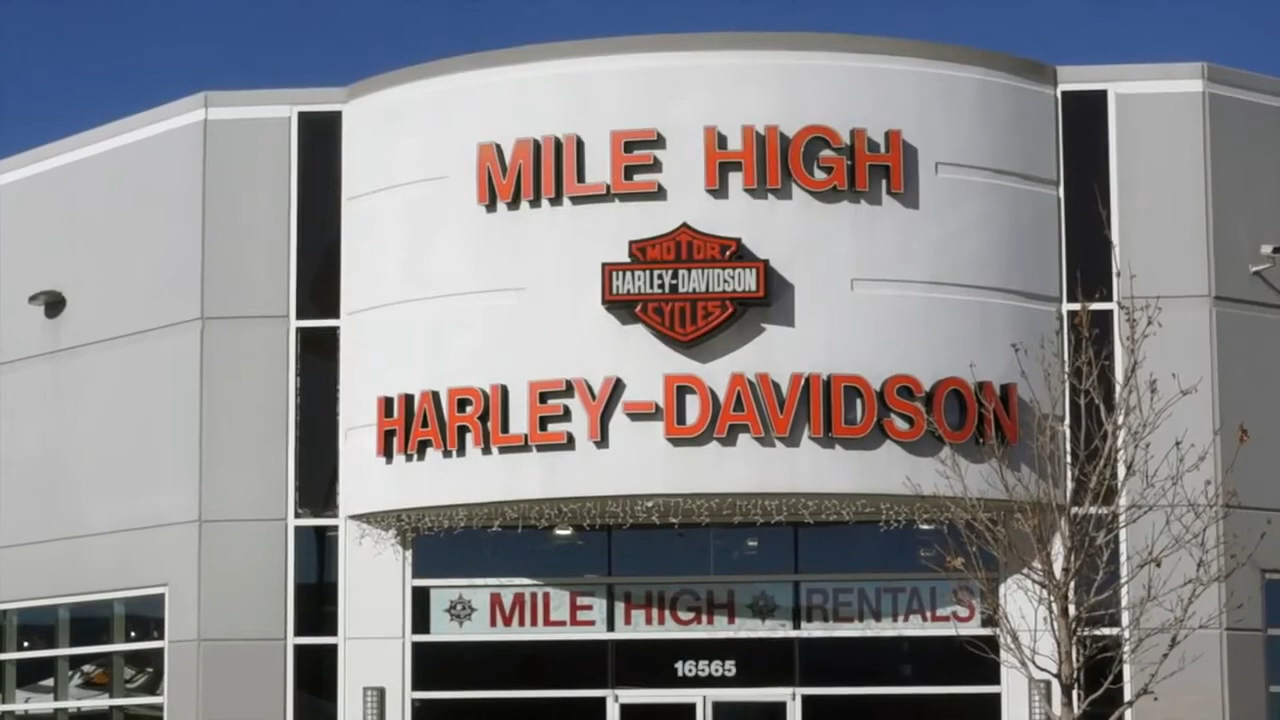 MILE HIGH
MOTOR
HARLEY-DAVIDSON
CYCLES
HARLEY-DAVIDSON
MILE HIGH RENTALS
16565